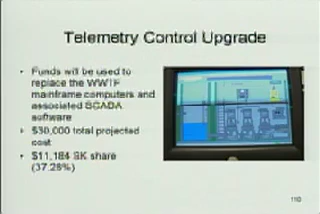 Telemetry Control Upgrade
• Funds will be used to
replace the WWTF
mainframe computers and
associated SCADA
software
• $30,000 total projected
cost
• $11,184 SK share
(37.28%)
110